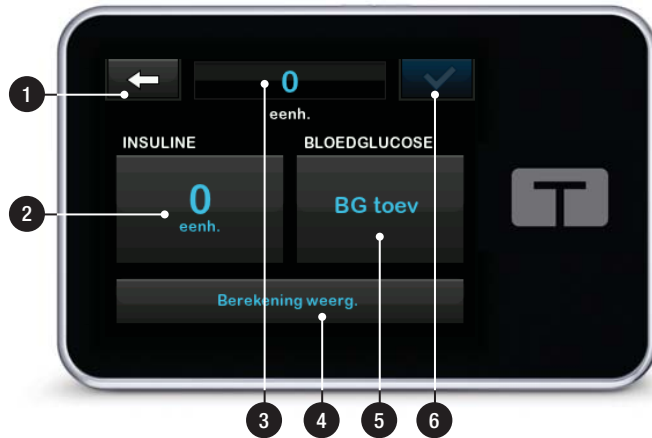 0
eenh.
INSULINE
BLOEDGLUCOSE
0
eenh.
BG toev
Berekening weerg.
1
2
3
4
5
6